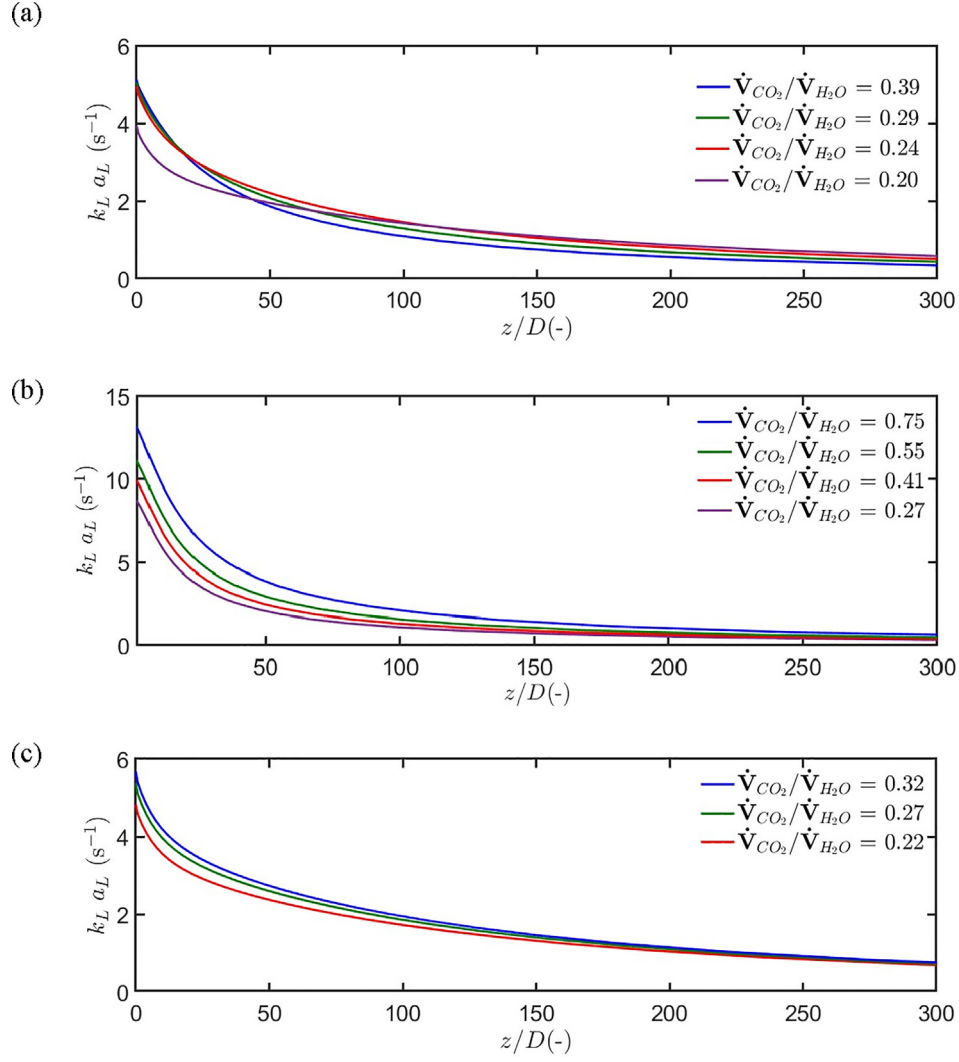 (a)
6
4
2
0
k_L a_L (s⁻¹)
V̇_CO₂/V̇_H₂O = 0.39
V̇_CO₂/V̇_H₂O = 0.29
V̇_CO₂/V̇_H₂O = 0.24
V̇_CO₂/V̇_H₂O = 0.20
0 50 100 150 200 250 300
z/D(-)
(b)
15
10
5
0
k_L a_L (s⁻¹)
V̇_CO₂/V̇_H₂O = 0.75
V̇_CO₂/V̇_H₂O = 0.55
V̇_CO₂/V̇_H₂O = 0.41
V̇_CO₂/V̇_H₂O = 0.27
50 100 150 200 250 300
z/D(-)
(c)
6
4
2
0
k_L a_L (s⁻¹)
V̇_CO₂/V̇_H₂O = 0.32
V̇_CO₂/V̇_H₂O = 0.27
V̇_CO₂/V̇_H₂O = 0.22
0 50 100 150 200 250 300
z/D(-)